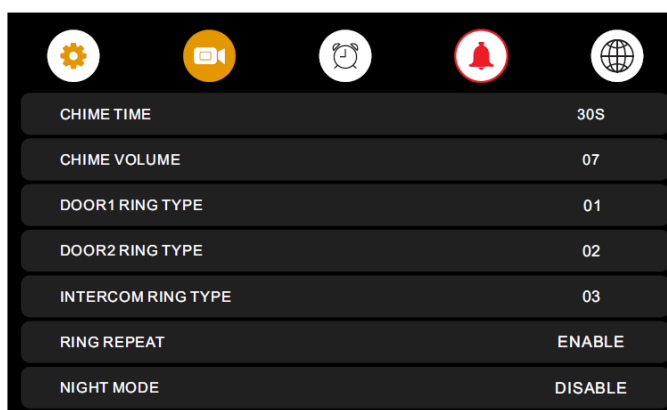 CHIME TIME 30S
CHIME VOLUME 07
DOOR1 RING TYPE 01
DOOR2 RING TYPE 02
INTERCOM RING TYPE 03
RING REPEAT ENABLE
NIGHT MODE DISABLE